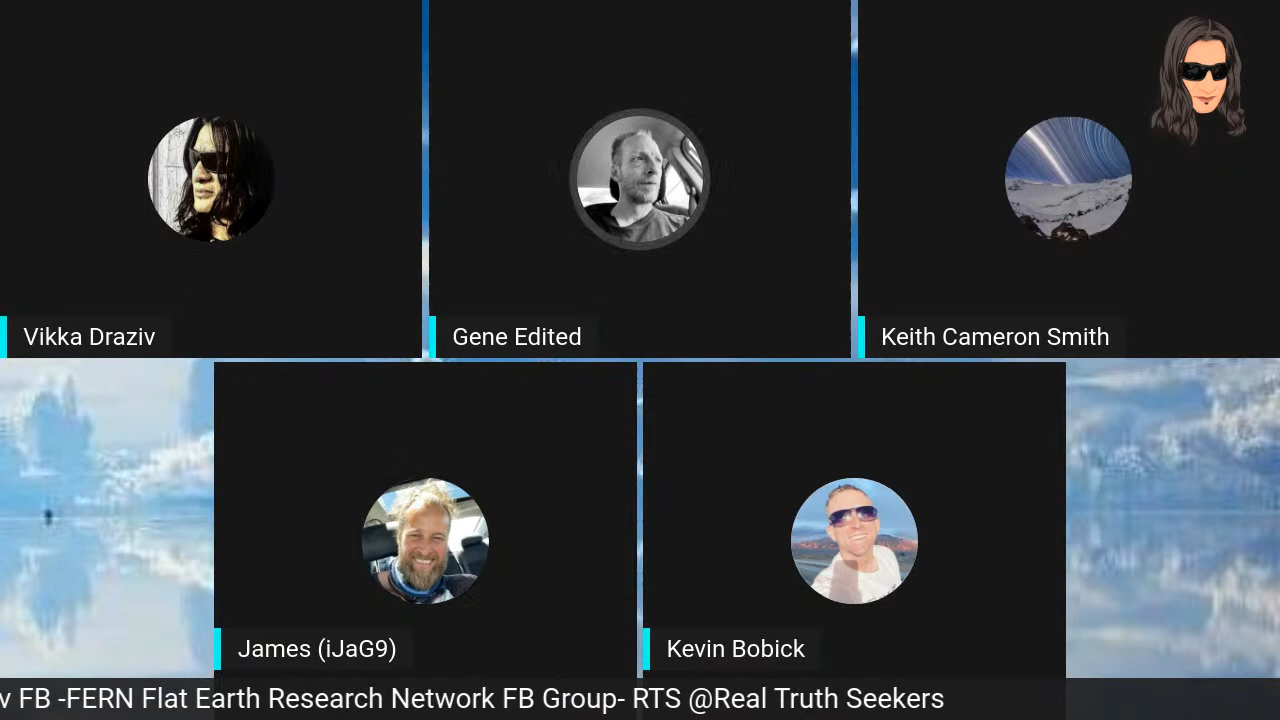 Vikka Draziv
Gene Edited
Keith Cameron Smith
James (iJaG9)
Kevin Bobick
v FB -FERN Flat Earth Research Network FB Group- RTS @Real Truth Seekers